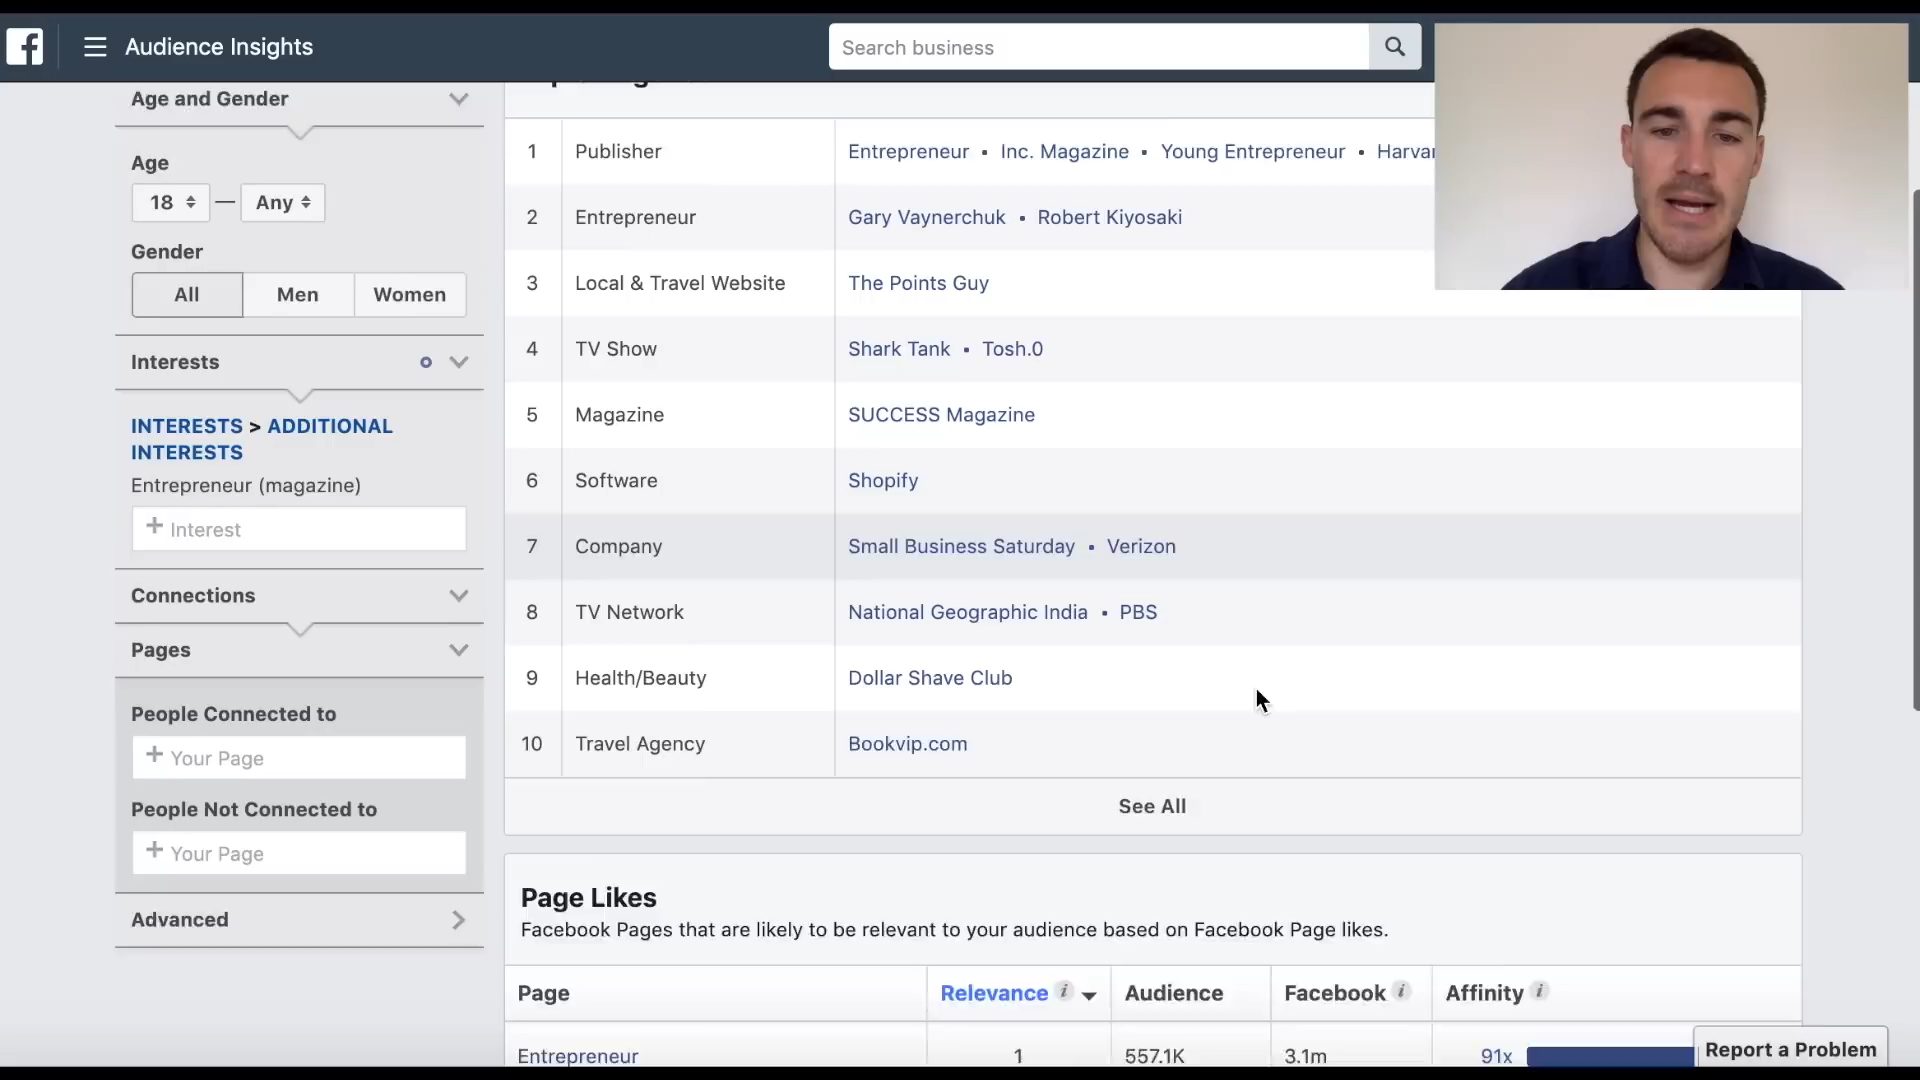 Audience Insights
Search business
Age and Gender
Age
18 — Any
Gender
All Men Women
Interests
INTERESTS > ADDITIONAL
INTERESTS
Entrepreneur (magazine)
+ Interest
Connections
Pages
People Connected to
+ Your Page
People Not Connected to
+ Your Page
Advanced
1 Publisher Entrepreneur • Inc. Magazine • Young Entrepreneur •
2 Entrepreneur Gary Vaynerchuk • Robert Kiyosaki
3 Local & Travel Website The Points Guy
4 TV Show Shark Tank • Tosh.0
5 Magazine SUCCESS Magazine
6 Software Shopify
7 Company Small Business Saturday • Verizon
8 TV Network National Geographic India • PBS
9 Health/Beauty Dollar Shave Club
10 Travel Agency Bookvip.com
See All
Page Likes
Facebook Pages that are likely to be relevant to your audience based on Facebook Page likes.
Page Relevance i Audience Facebook i Affinity i
Entrepreneur 1 557.1K 3.1m 91x
Report a Problem